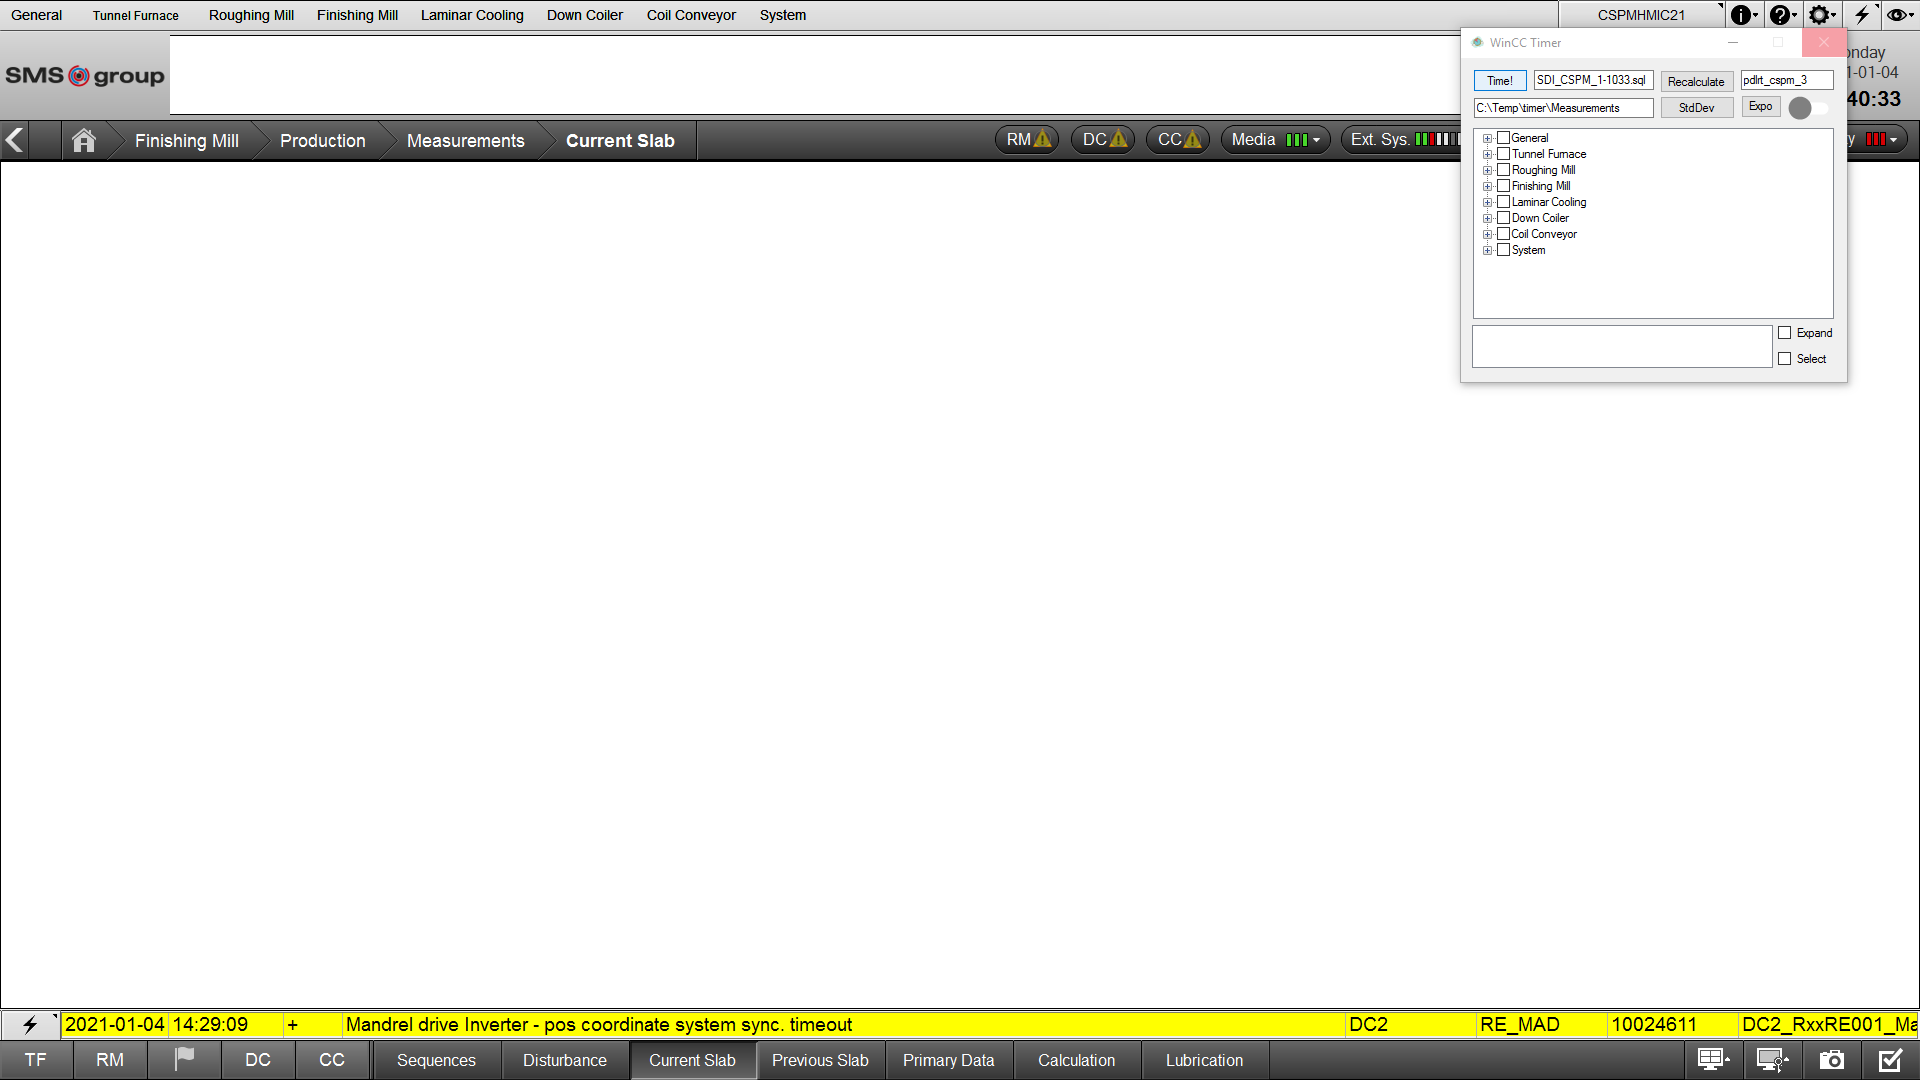 General Tunnel Furnace Roughing Mill Finishing Mill Laminar Cooling Down Coiler Coil Conveyor System CSPMHMIC21
WinCC Timer
SMS group
Time! SDI_CSPM_1-1033.sql Recalculate pdlrt_cspm_3
1-01-04
C:\Temp\timer\Measurements StdDev Expo
40:33
Finishing Mill Production Measurements Current Slab RM DC CC Media Ext. Sys.
General
Tunnel Furnace
Roughing Mill
Finishing Mill
Laminar Cooling
Down Coiler
Coil Conveyor
System
Expand
Select
2021-01-04 14:29:09 + Mandrel drive Inverter - pos coordinate system sync. timeout DC2 RE_MAD 10024611 DC2_RxxRE001_Ma
TF RM DC CC Sequences Disturbance Current Slab Previous Slab Primary Data Calculation Lubrication